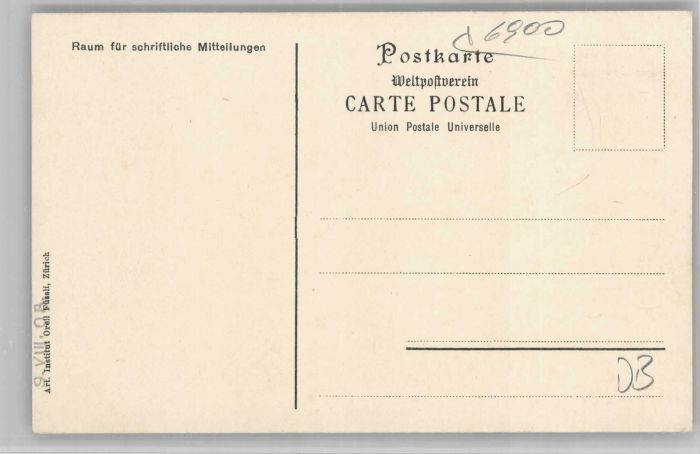 Raum für schriftliche Mitteilungen
6900
Postkarte
Weltpostverein
CARTE POSTALE
Union Postale Universelle
Art. Institut Orell Füssli, Zürich
9 VIII. 08
DB